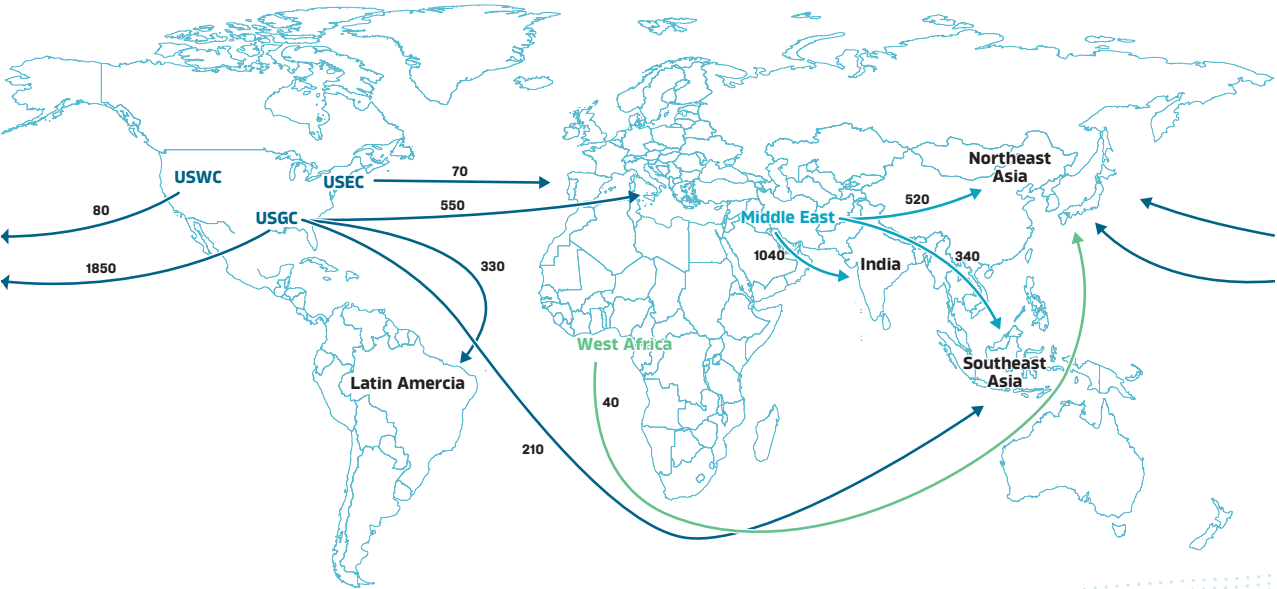 Northeast
Asia
USWC
USEC
70
80
USGC
550
Middle East
520
1850
330
1040
India
340
West Africa
Latin Amercia
Southeast
Asia
40
210